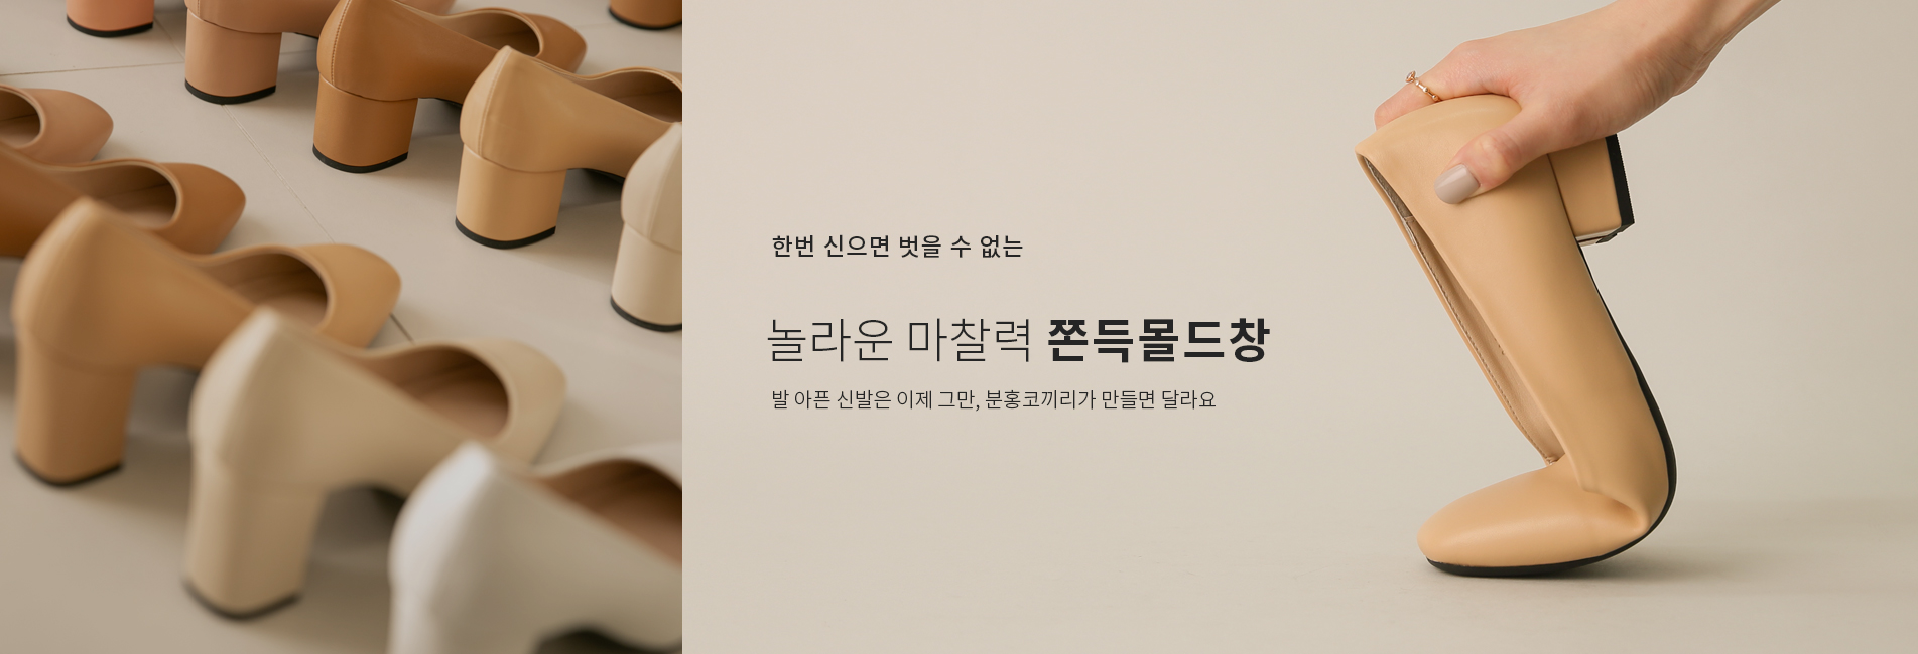 한번 신으면 벗을 수 없는
놀라운 마찰력 쫀득몰드창
발 아픈 신발은 이제 그만, 분홍코끼리가 만들면 달라요